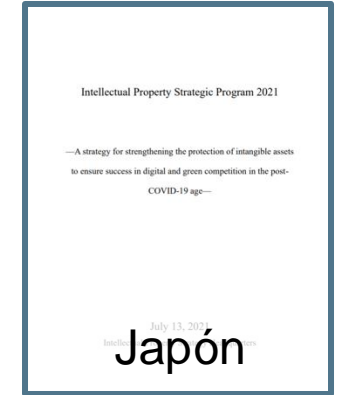 Intellectual Property Strategic Program 2021
—A strategy for strengthening the protection of intangible assets
to ensure success in digital and green competition in the post-
COVID-19 age—
July 13, 2021
Japón